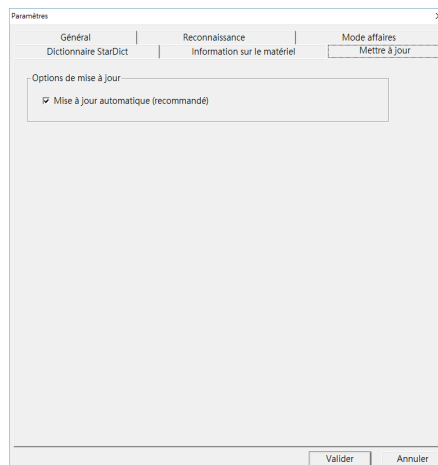 Paramètres
Général Reconnaissance Mode affaires
Dictionnaire StarDict Information sur le matériel Mettre à jour
Options de mise à jour
Mise à jour automatique (recommandé)
Valider Annuler